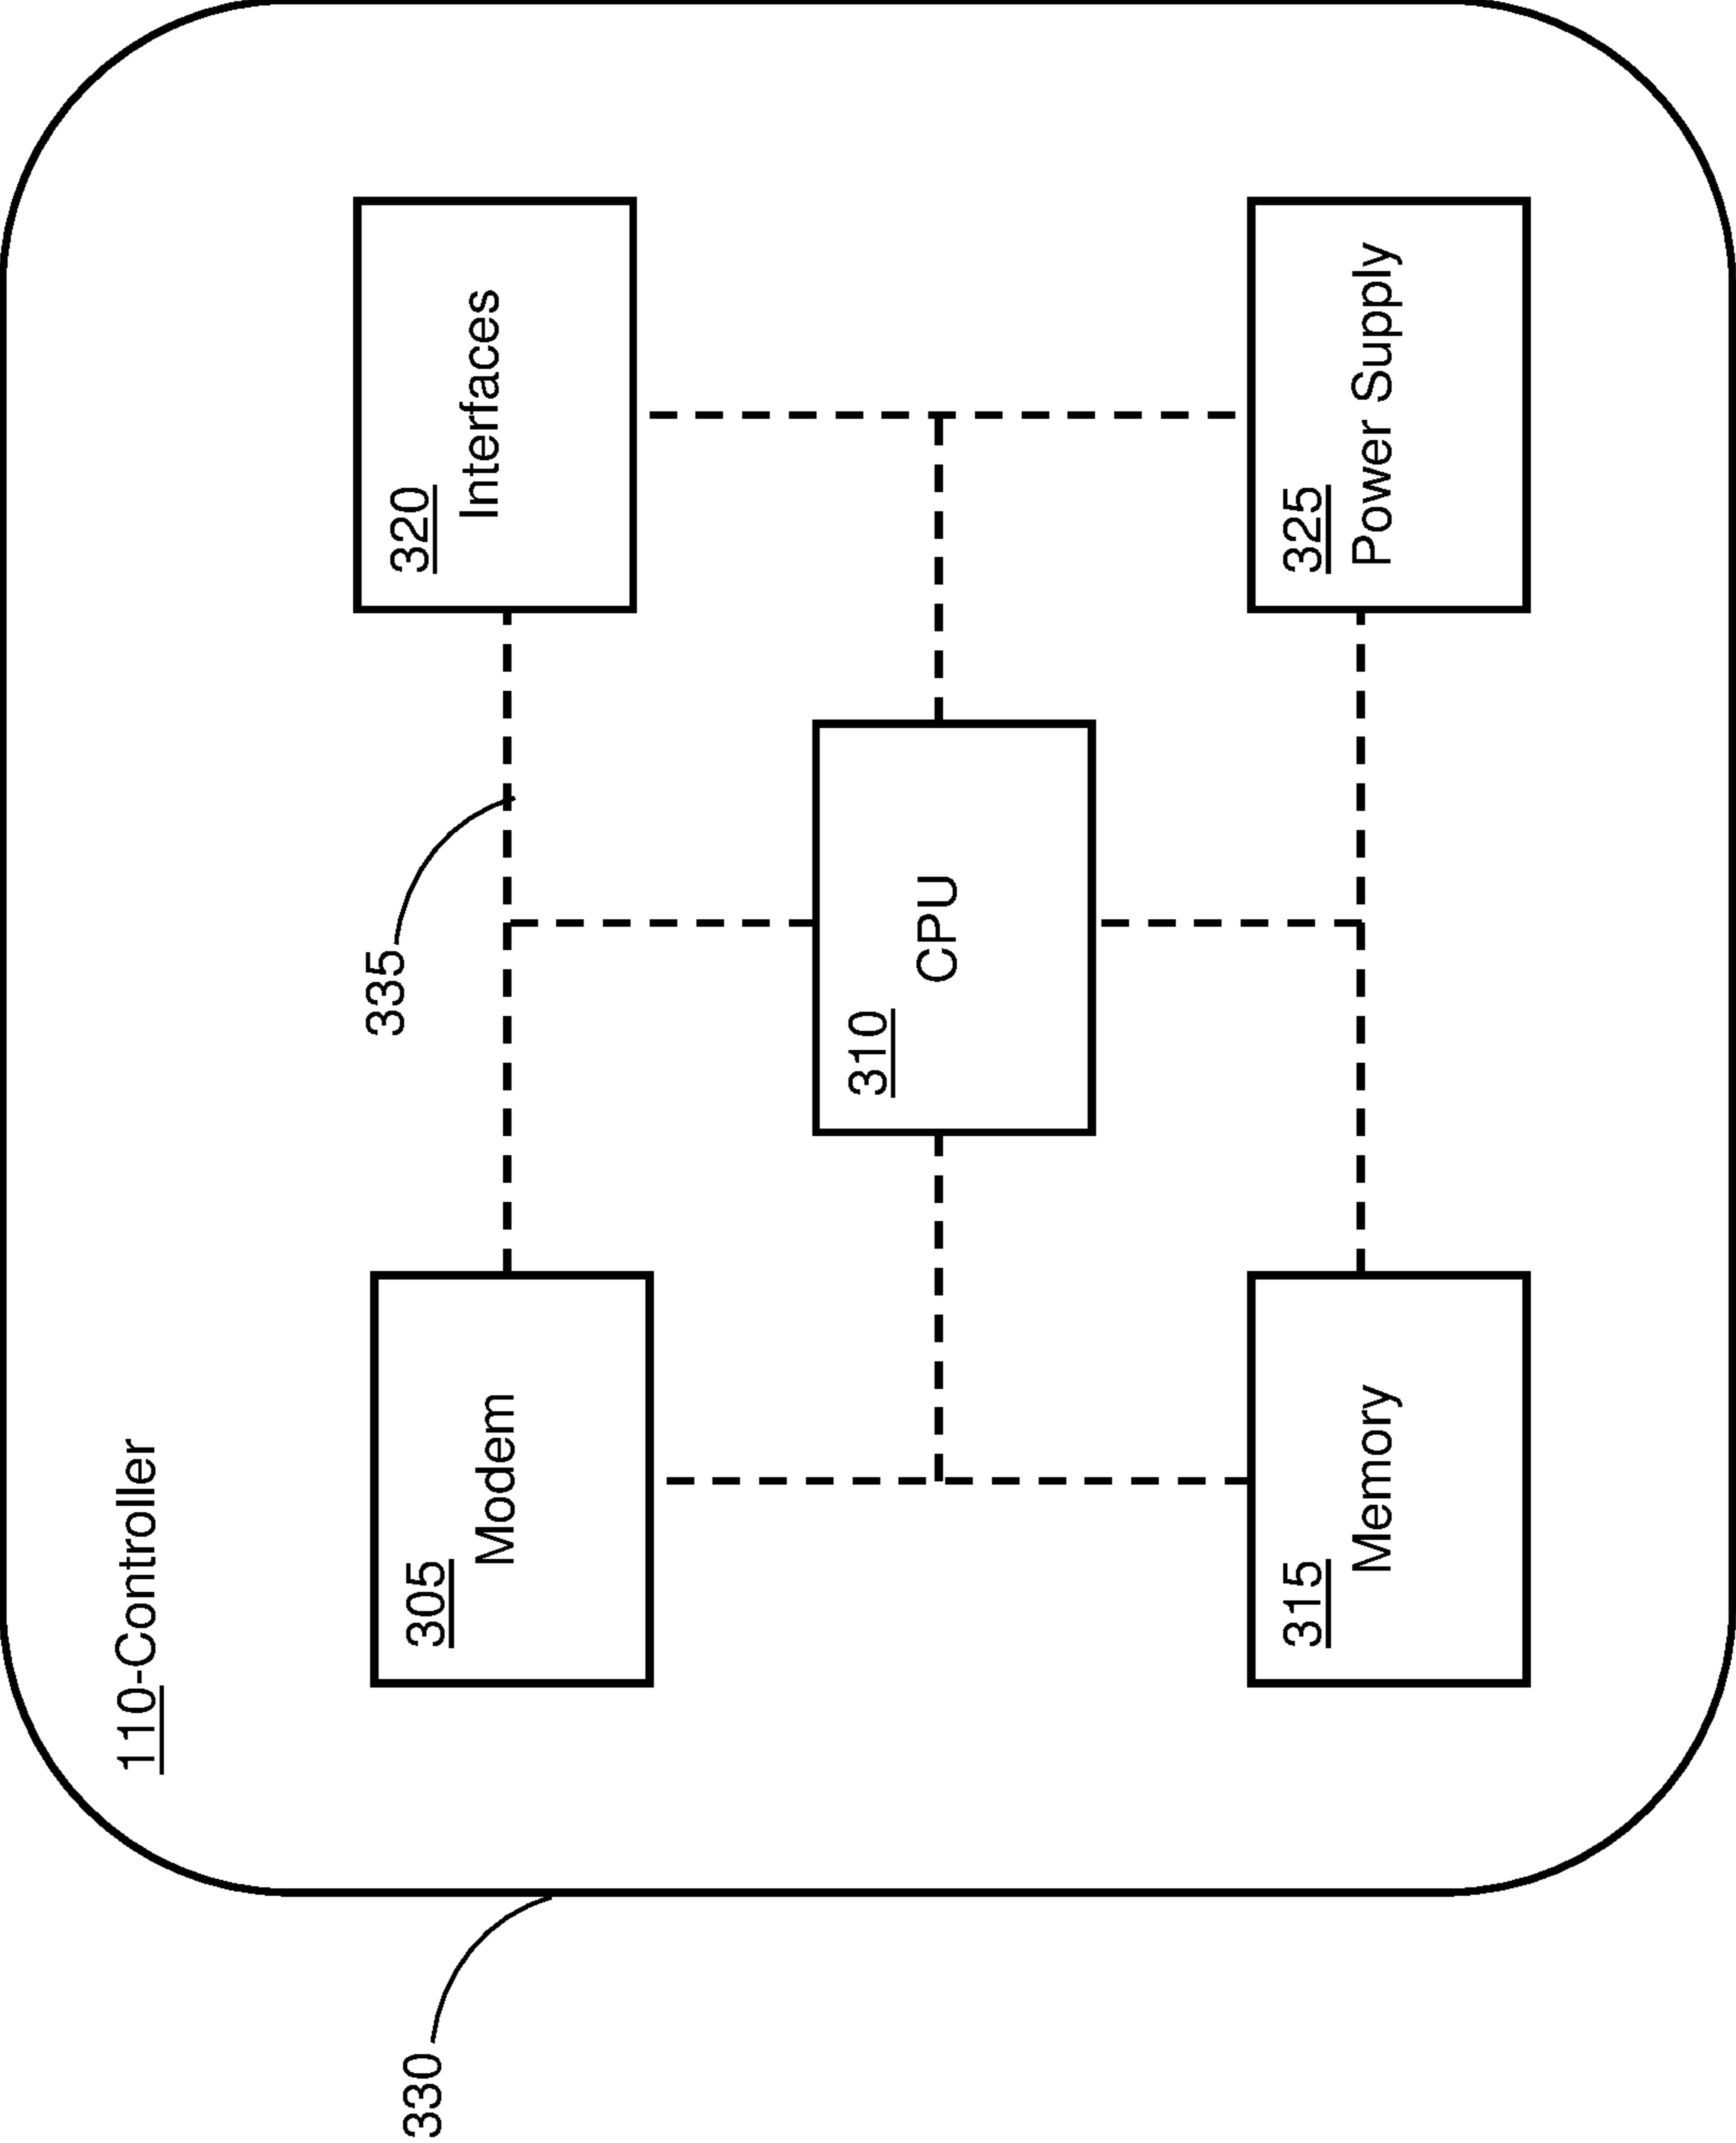 110-Controller
305
Modem
335
320
Interfaces
310
CPU
315
Memory
325
Power Supply
330